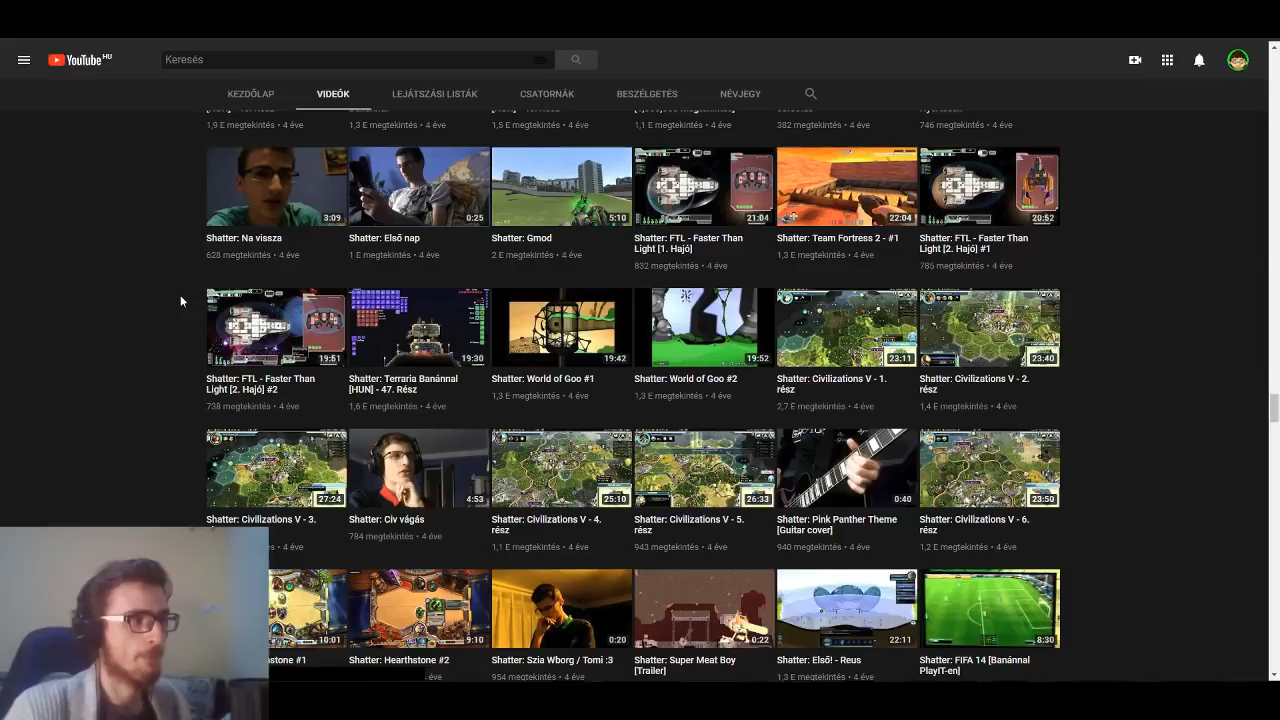 YouTube HU
Keresés
KEZDŐLAP VIDEÓK LEJÁTSZÁSI LISTÁK CSATORNÁK BESZÉLGETÉS NÉVJEGY
1,9 E megtekintés • 4 éve
1,3 E megtekintés • 4 éve
1,5 E megtekintés • 4 éve
1,1 E megtekintés • 4 éve
382 megtekintés • 4 éve
746 megtekintés • 4 éve
3:09
0:25
5:10
21:04
22:04
20:52
Shatter: Na vissza
628 megtekintés • 4 éve
Shatter: Első nap
1 E megtekintés • 4 éve
Shatter: Gmod
2 E megtekintés • 4 éve
Shatter: FTL - Faster Than
Light [1. Hajó]
832 megtekintés • 4 éve
Shatter: Team Fortress 2 - #1
1,3 E megtekintés • 4 éve
Shatter: FTL - Faster Than
Light [2. Hajó] #1
785 megtekintés • 4 éve
19:51
19:30
19:42
19:52
23:11
23:40
Shatter: FTL - Faster Than
Light [2. Hajó] #2
738 megtekintés • 4 éve
Shatter: Terraria Banánnal
[HUN] - 47. Rész
1,6 E megtekintés • 4 éve
Shatter: World of Goo #1
1,3 E megtekintés • 4 éve
Shatter: World of Goo #2
1,3 E megtekintés • 4 éve
Shatter: Civilizations V - 1.
rész
2,7 E megtekintés • 4 éve
Shatter: Civilizations V - 2.
rész
1,4 E megtekintés • 4 éve
27:24
4:53
25:10
26:33
0:40
23:50
Shatter: Civilizations V - 3.
• 4 éve
Shatter: Civ vágás
784 megtekintés • 4 éve
Shatter: Civilizations V - 4.
rész
1,1 E megtekintés • 4 éve
Shatter: Civilizations V - 5.
rész
943 megtekintés • 4 éve
Shatter: Pink Panther Theme
[Guitar cover]
940 megtekintés • 4 éve
Shatter: Civilizations V - 6.
rész
1,2 E megtekintés • 4 éve
10:01
9:10
0:20
0:22
22:11
8:30
stone #1
Shatter: Hearthstone #2
éve
Shatter: Szia Wborg / Tomi :3
954 megtekintés • 4 éve
Shatter: Super Meat Boy
[Trailer]
Shatter: Első! - Reus
1,3 E megtekintés • 4 éve
Shatter: FIFA 14 [Banánnal
PlayIT-en]